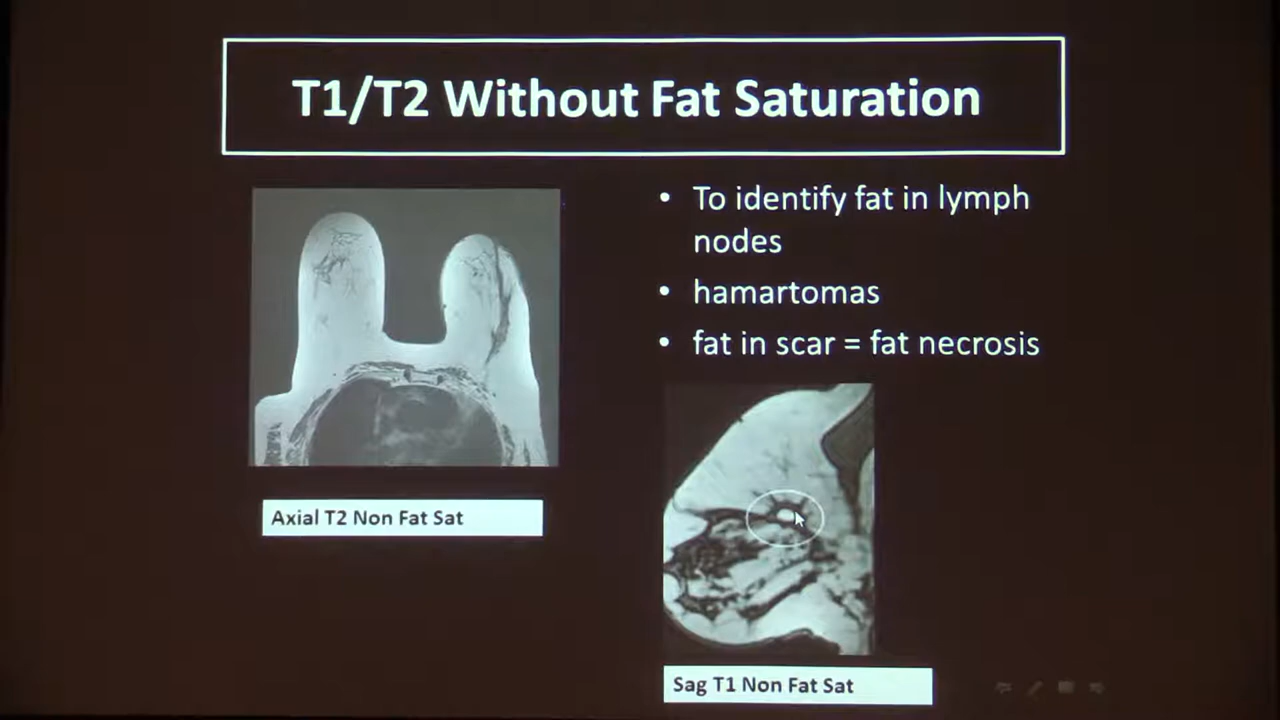 T1/T2 Without Fat Saturation
• To identify fat in lymph
nodes
• hamartomas
• fat in scar = fat necrosis
Axial T2 Non Fat Sat
Sag T1 Non Fat Sat